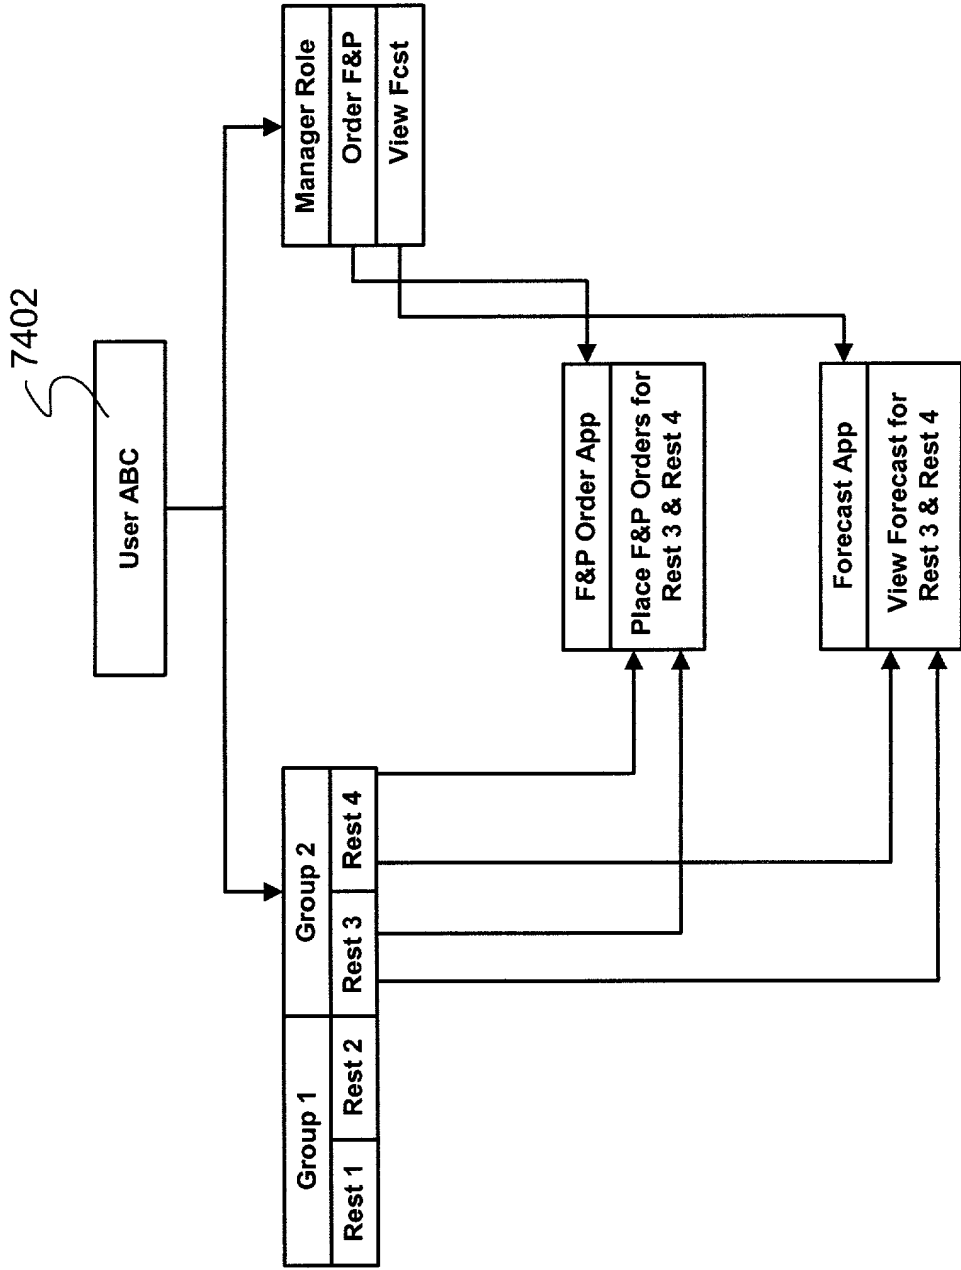 7402
User ABC
Group 1
Group 2
Rest 1
Rest 2
Rest 3
Rest 4
Manager Role
Order F&P
View Fcst
F&P Order App
Place F&P Orders for
Rest 3 & Rest 4
Forecast App
View Forecast for
Rest 3 & Rest 4